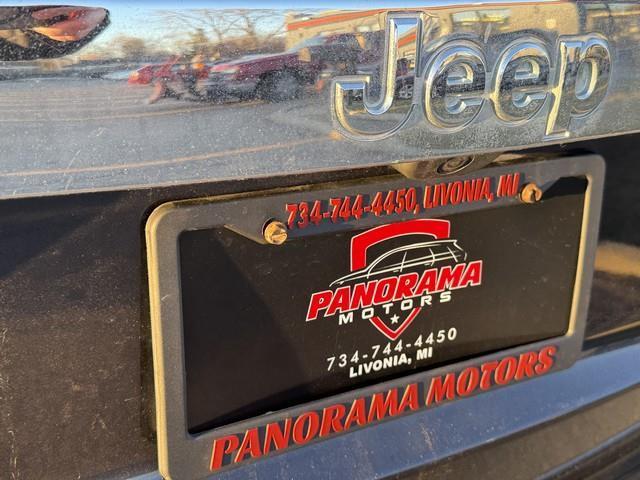 Jeep
734-744-4450, LIVONIA, MI
PANORAMA
MOTORS
734-744-4450
LIVONIA, MI
PANORAMA MOTORS